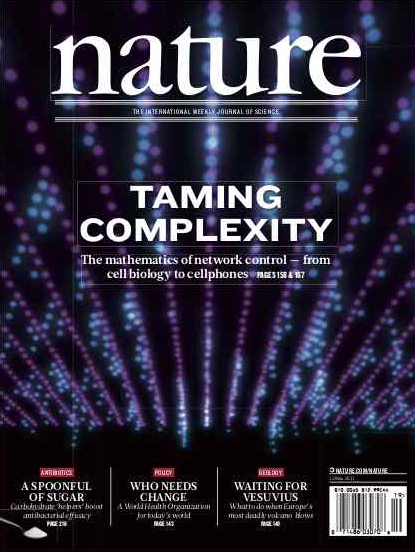 nature
THE INTERNATIONAL WEEKLY JOURNAL OF SCIENCE
TAMING
COMPLEXITY
The mathematics of network control — from
cell biology to cellphones PAGES 158 & 167
ANTIBIOTICS
A SPOONFUL
OF SUGAR
Carbohydrate 'helpers' boost
antibacterial efficacy
PAGE 216
POLICY
WHO NEEDS
CHANGE
A World Health Organization
for today's world
PAGE 143
GEOLOGY
WAITING FOR
VESUVIUS
What to do when Europe's
most deadly volcano blows
PAGE 140
NATURE.COM/NATURE